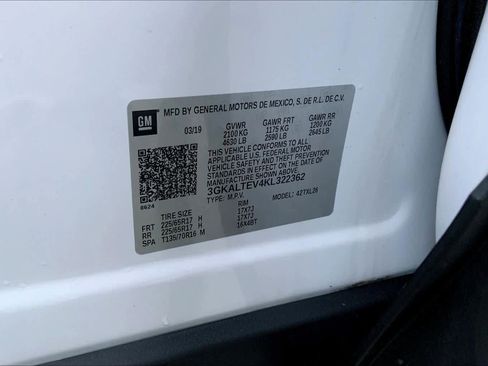 GM
MFD BY GENERAL MOTORS DE MEXICO, S. DE R.L. DE C.V.
03/19 GVWR GAWR FRT GAWR RR
2100 KG 1175 KG 1200 KG
4630 LB 2590 LB 2645 LB
THIS VEHICLE CONFORMS TO ALL
APPLICABLE U.S. FEDERAL MOTOR
VEHICLE SAFETY AND THEFT PREVENTION
STANDARDS IN EFFECT ON THE DATE OF
MANUFACTURE SHOWN ABOVE.
3GKALTEV4KL322362
TYPE: M.P.V. MODEL: 42TXL26
8624
TIRE SIZE RIM
FRT 225/65R17 H 17X7J
RR 225/65R17 H 17X7J
SPA T135/70R16 M 16X4BT